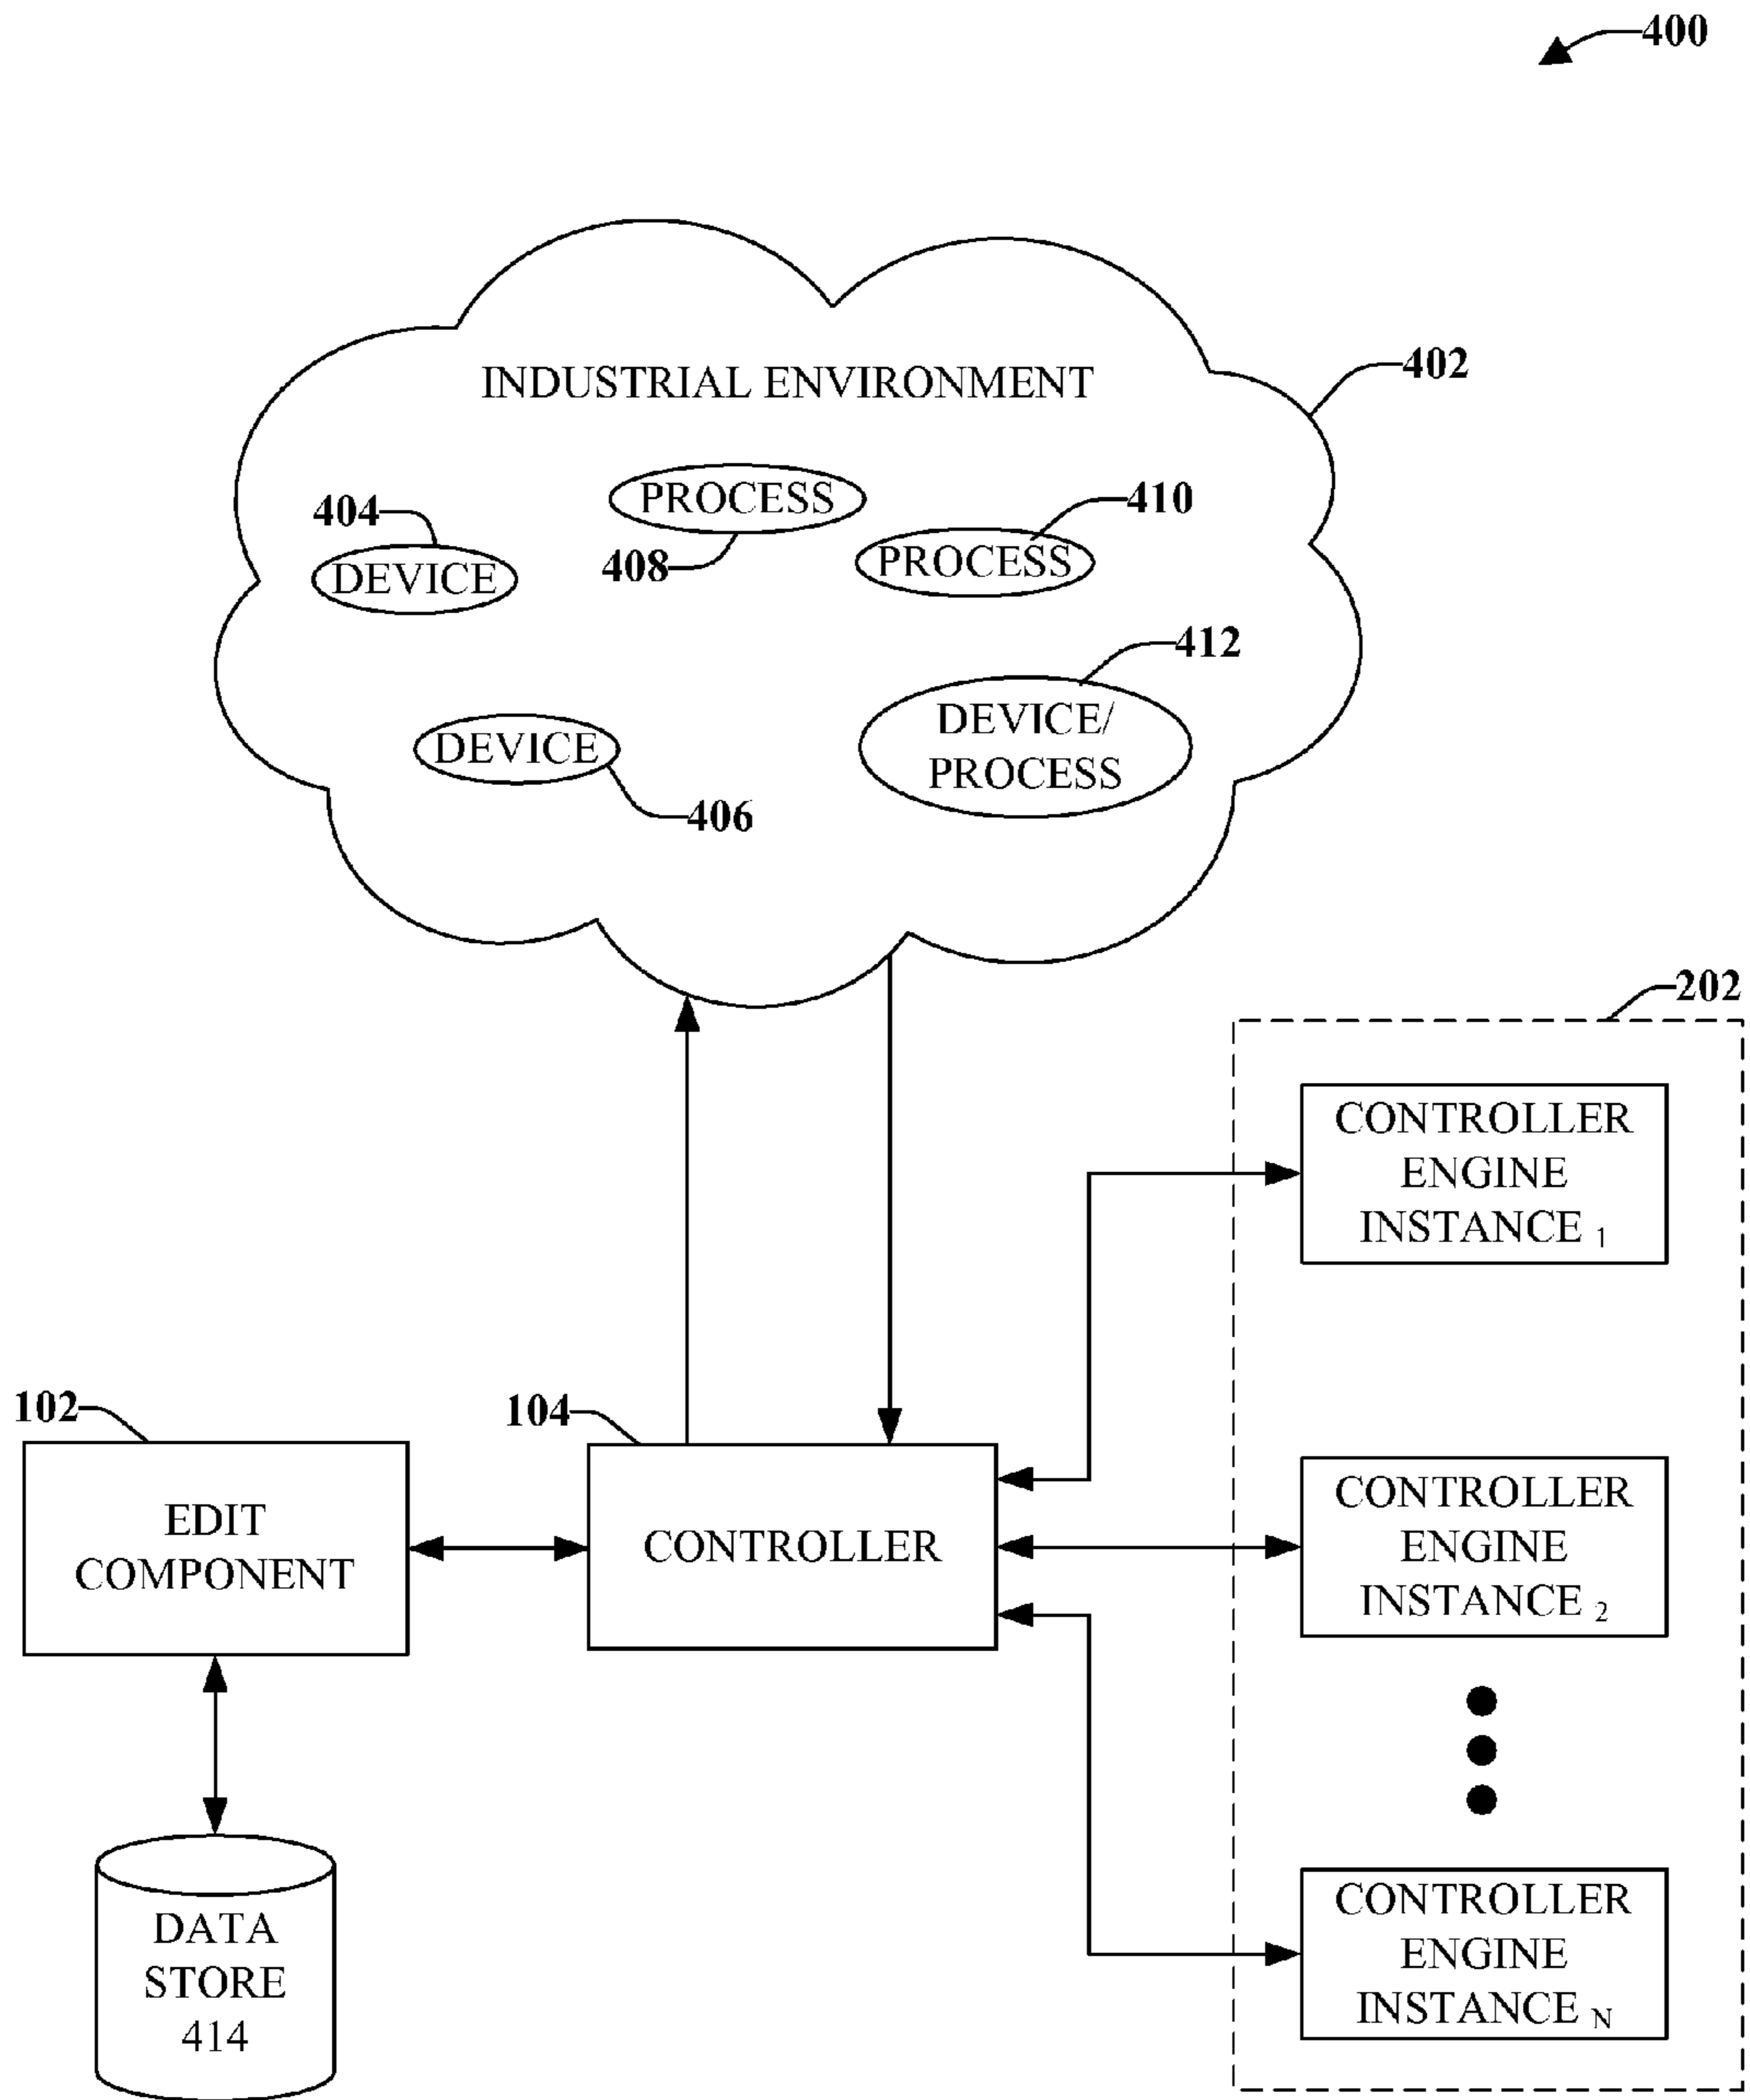 400
INDUSTRIAL ENVIRONMENT
402
404
PROCESS
410
408
PROCESS
DEVICE
412
DEVICE/
PROCESS
DEVICE
406
202
CONTROLLER
ENGINE
INSTANCE 1
102
104
EDIT
COMPONENT
CONTROLLER
CONTROLLER
ENGINE
INSTANCE 2
DATA
STORE
414
CONTROLLER
ENGINE
INSTANCE N